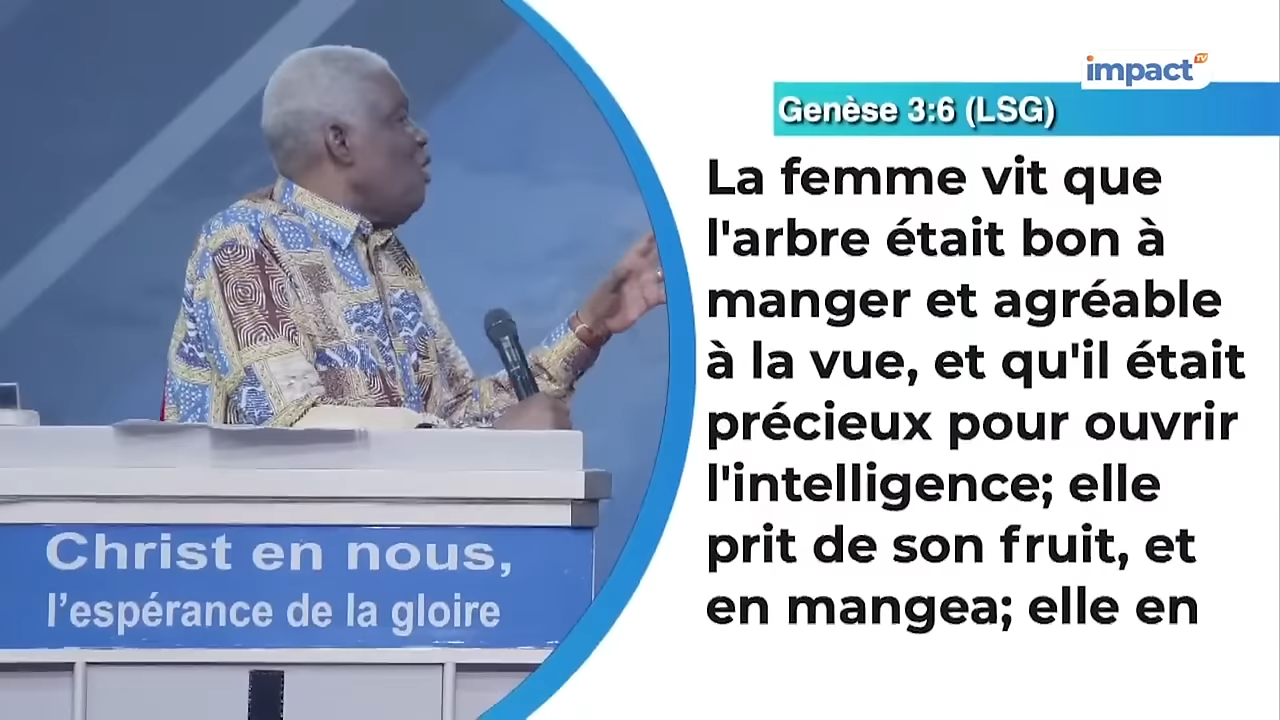 impact TV
Genèse 3:6 (LSG)
La femme vit que
l'arbre était bon à
manger et agréable
à la vue, et qu'il était
précieux pour ouvrir
l'intelligence; elle
prit de son fruit, et
en mangea; elle en
Christ en nous,
l’espérance de la gloire